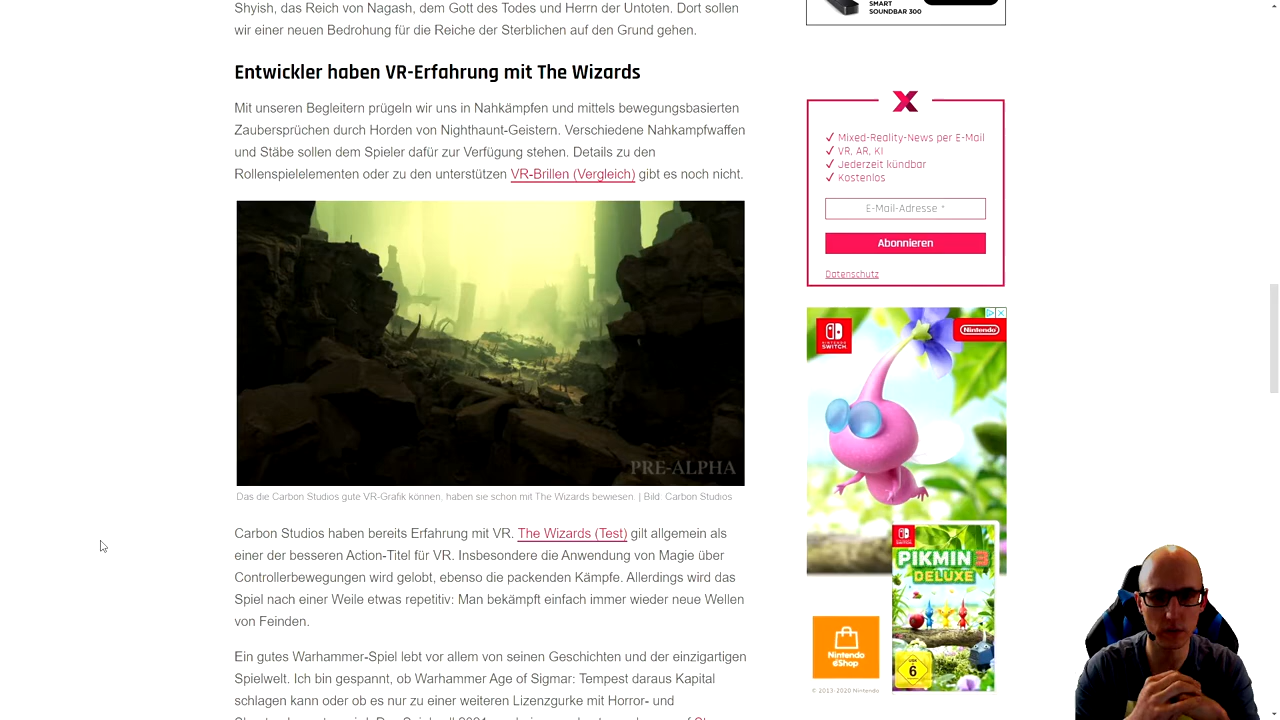 Shyish, das Reich von Nagash, dem Gott des Todes und Herrn der Untoten. Dort sollen
wir einer neuen Bedrohung für die Reiche der Sterblichen auf den Grund gehen.
Entwickler haben VR-Erfahrung mit The Wizards
Mit unseren Begleitern prügeln wir uns in Nahkämpfen und mittels bewegungsbasierten
Zaubersprüchen durch Horden von Nighthaunt-Geistern. Verschiedene Nahkampfwaffen
und Stäbe sollen dem Spieler dafür zur Verfügung stehen. Details zu den
Rollenspielelementen oder zu den unterstützen VR-Brillen (Vergleich) gibt es noch nicht.
PRE-ALPHA
Das die Carbon Studios gute VR-Grafik können, haben sie schon mit The Wizards bewiesen. | Bild: Carbon Studios
Carbon Studios haben bereits Erfahrung mit VR. The Wizards (Test) gilt allgemein als
einer der besseren Action-Titel für VR. Insbesondere die Anwendung von Magie über
Controllerbewegungen wird gelobt, ebenso die packenden Kämpfe. Allerdings wird das
Spiel nach einer Weile etwas repetitiv: Man bekämpft einfach immer wieder neue Wellen
von Feinden.
Ein gutes Warhammer-Spiel lebt vor allem von seinen Geschichten und der einzigartigen
Spielwelt. Ich bin gespannt, ob Warhammer Age of Sigmar: Tempest daraus Kapital
schlagen kann oder ob es nur zu einer weiteren Lizenzgurke mit Horror- und
SMART
SOUNDBAR 300
X
✓ Mixed-Reality-News per E-Mail
✓ VR, AR, KI
✓ Jederzeit kündbar
✓ Kostenlos
E-Mail-Adresse *
Abonnieren
Datenschutz
NINTENDO
SWITCH
Nintendo
PIKMIN 3
DELUXE
6
Nintendo
eShop
© 2013-2020 Nintendo